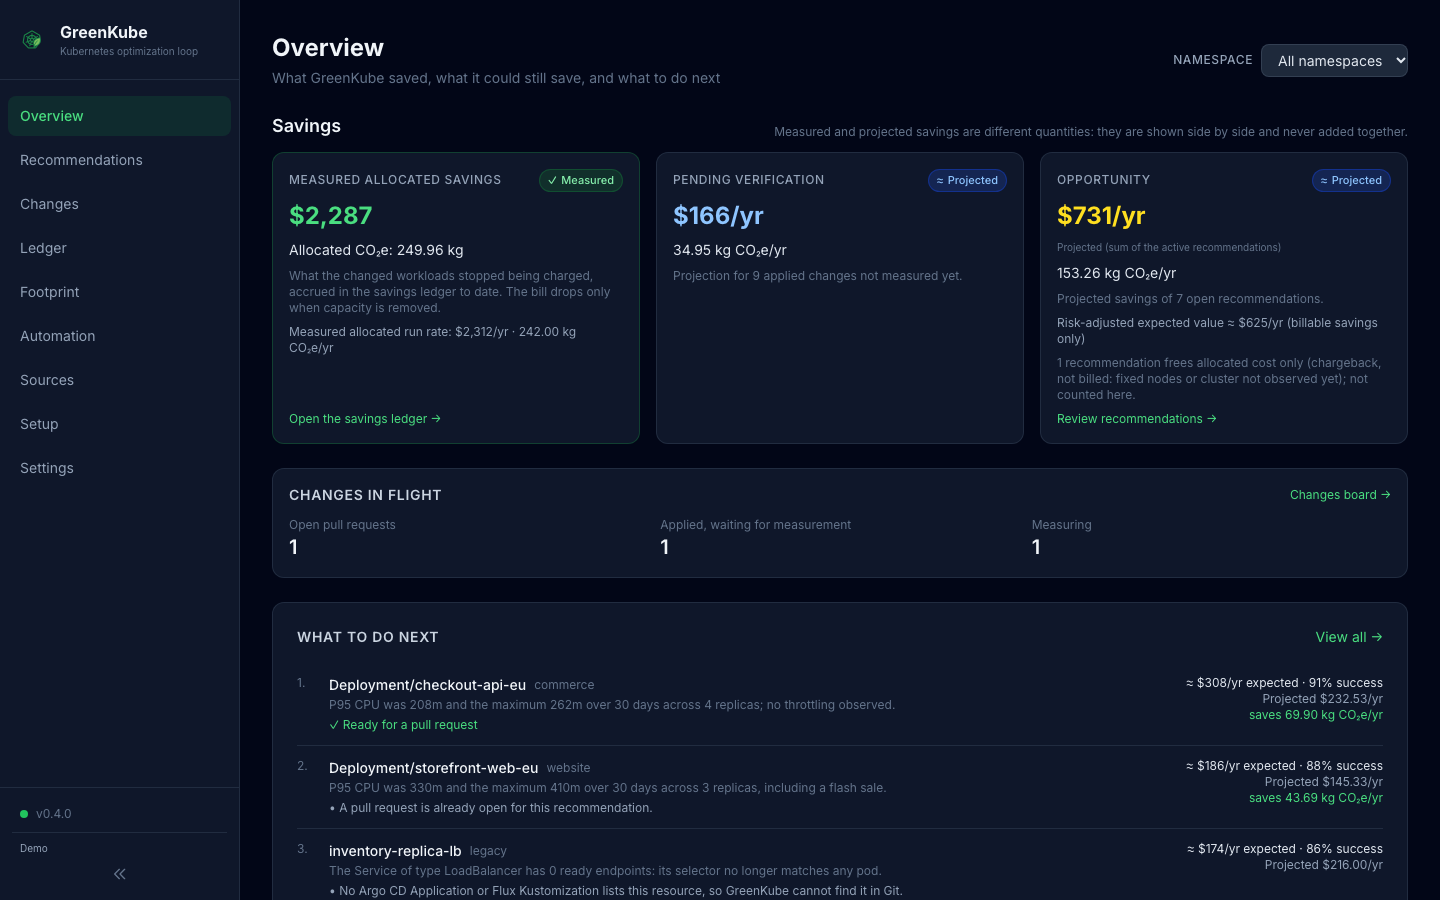 GreenKube
Kubernetes optimization loop
Overview
Recommendations
Changes
Ledger
Footprint
Automation
Sources
Setup
Settings
v0.4.0
Demo
Overview
What GreenKube saved, what it could still save, and what to do next
NAMESPACE All namespaces
Savings
Measured and projected savings are different quantities: they are shown side by side and never added together.
MEASURED ALLOCATED SAVINGS ✓ Measured
$2,287
Allocated CO₂e: 249.96 kg
What the changed workloads stopped being charged,
accrued in the savings ledger to date. The bill drops only
when capacity is removed.
Measured allocated run rate: $2,312/yr · 242.00 kg
CO₂e/yr
Open the savings ledger →
PENDING VERIFICATION ≈ Projected
$166/yr
34.95 kg CO₂e/yr
Projection for 9 applied changes not measured yet.
OPPORTUNITY ≈ Projected
$731/yr
Projected (sum of the active recommendations)
153.26 kg CO₂e/yr
Projected savings of 7 open recommendations.
Risk-adjusted expected value ≈ $625/yr (billable savings
only)
1 recommendation frees allocated cost only (chargeback,
not billed: fixed nodes or cluster not observed yet); not
counted here.
Review recommendations →
CHANGES IN FLIGHT Changes board →
Open pull requests
1
Applied, waiting for measurement
1
Measuring
1
WHAT TO DO NEXT View all →
1. Deployment/checkout-api-eu commerce
P95 CPU was 208m and the maximum 262m over 30 days across 4 replicas; no throttling observed.
✓ Ready for a pull request
≈ $308/yr expected · 91% success
Projected $232.53/yr
saves 69.90 kg CO₂e/yr
2. Deployment/storefront-web-eu website
P95 CPU was 330m and the maximum 410m over 30 days across 3 replicas, including a flash sale.
• A pull request is already open for this recommendation.
≈ $186/yr expected · 88% success
Projected $145.33/yr
saves 43.69 kg CO₂e/yr
3. inventory-replica-lb legacy
The Service of type LoadBalancer has 0 ready endpoints: its selector no longer matches any pod.
• No Argo CD Application or Flux Kustomization lists this resource, so GreenKube cannot find it in Git.
≈ $174/yr expected · 86% success
Projected $216.00/yr